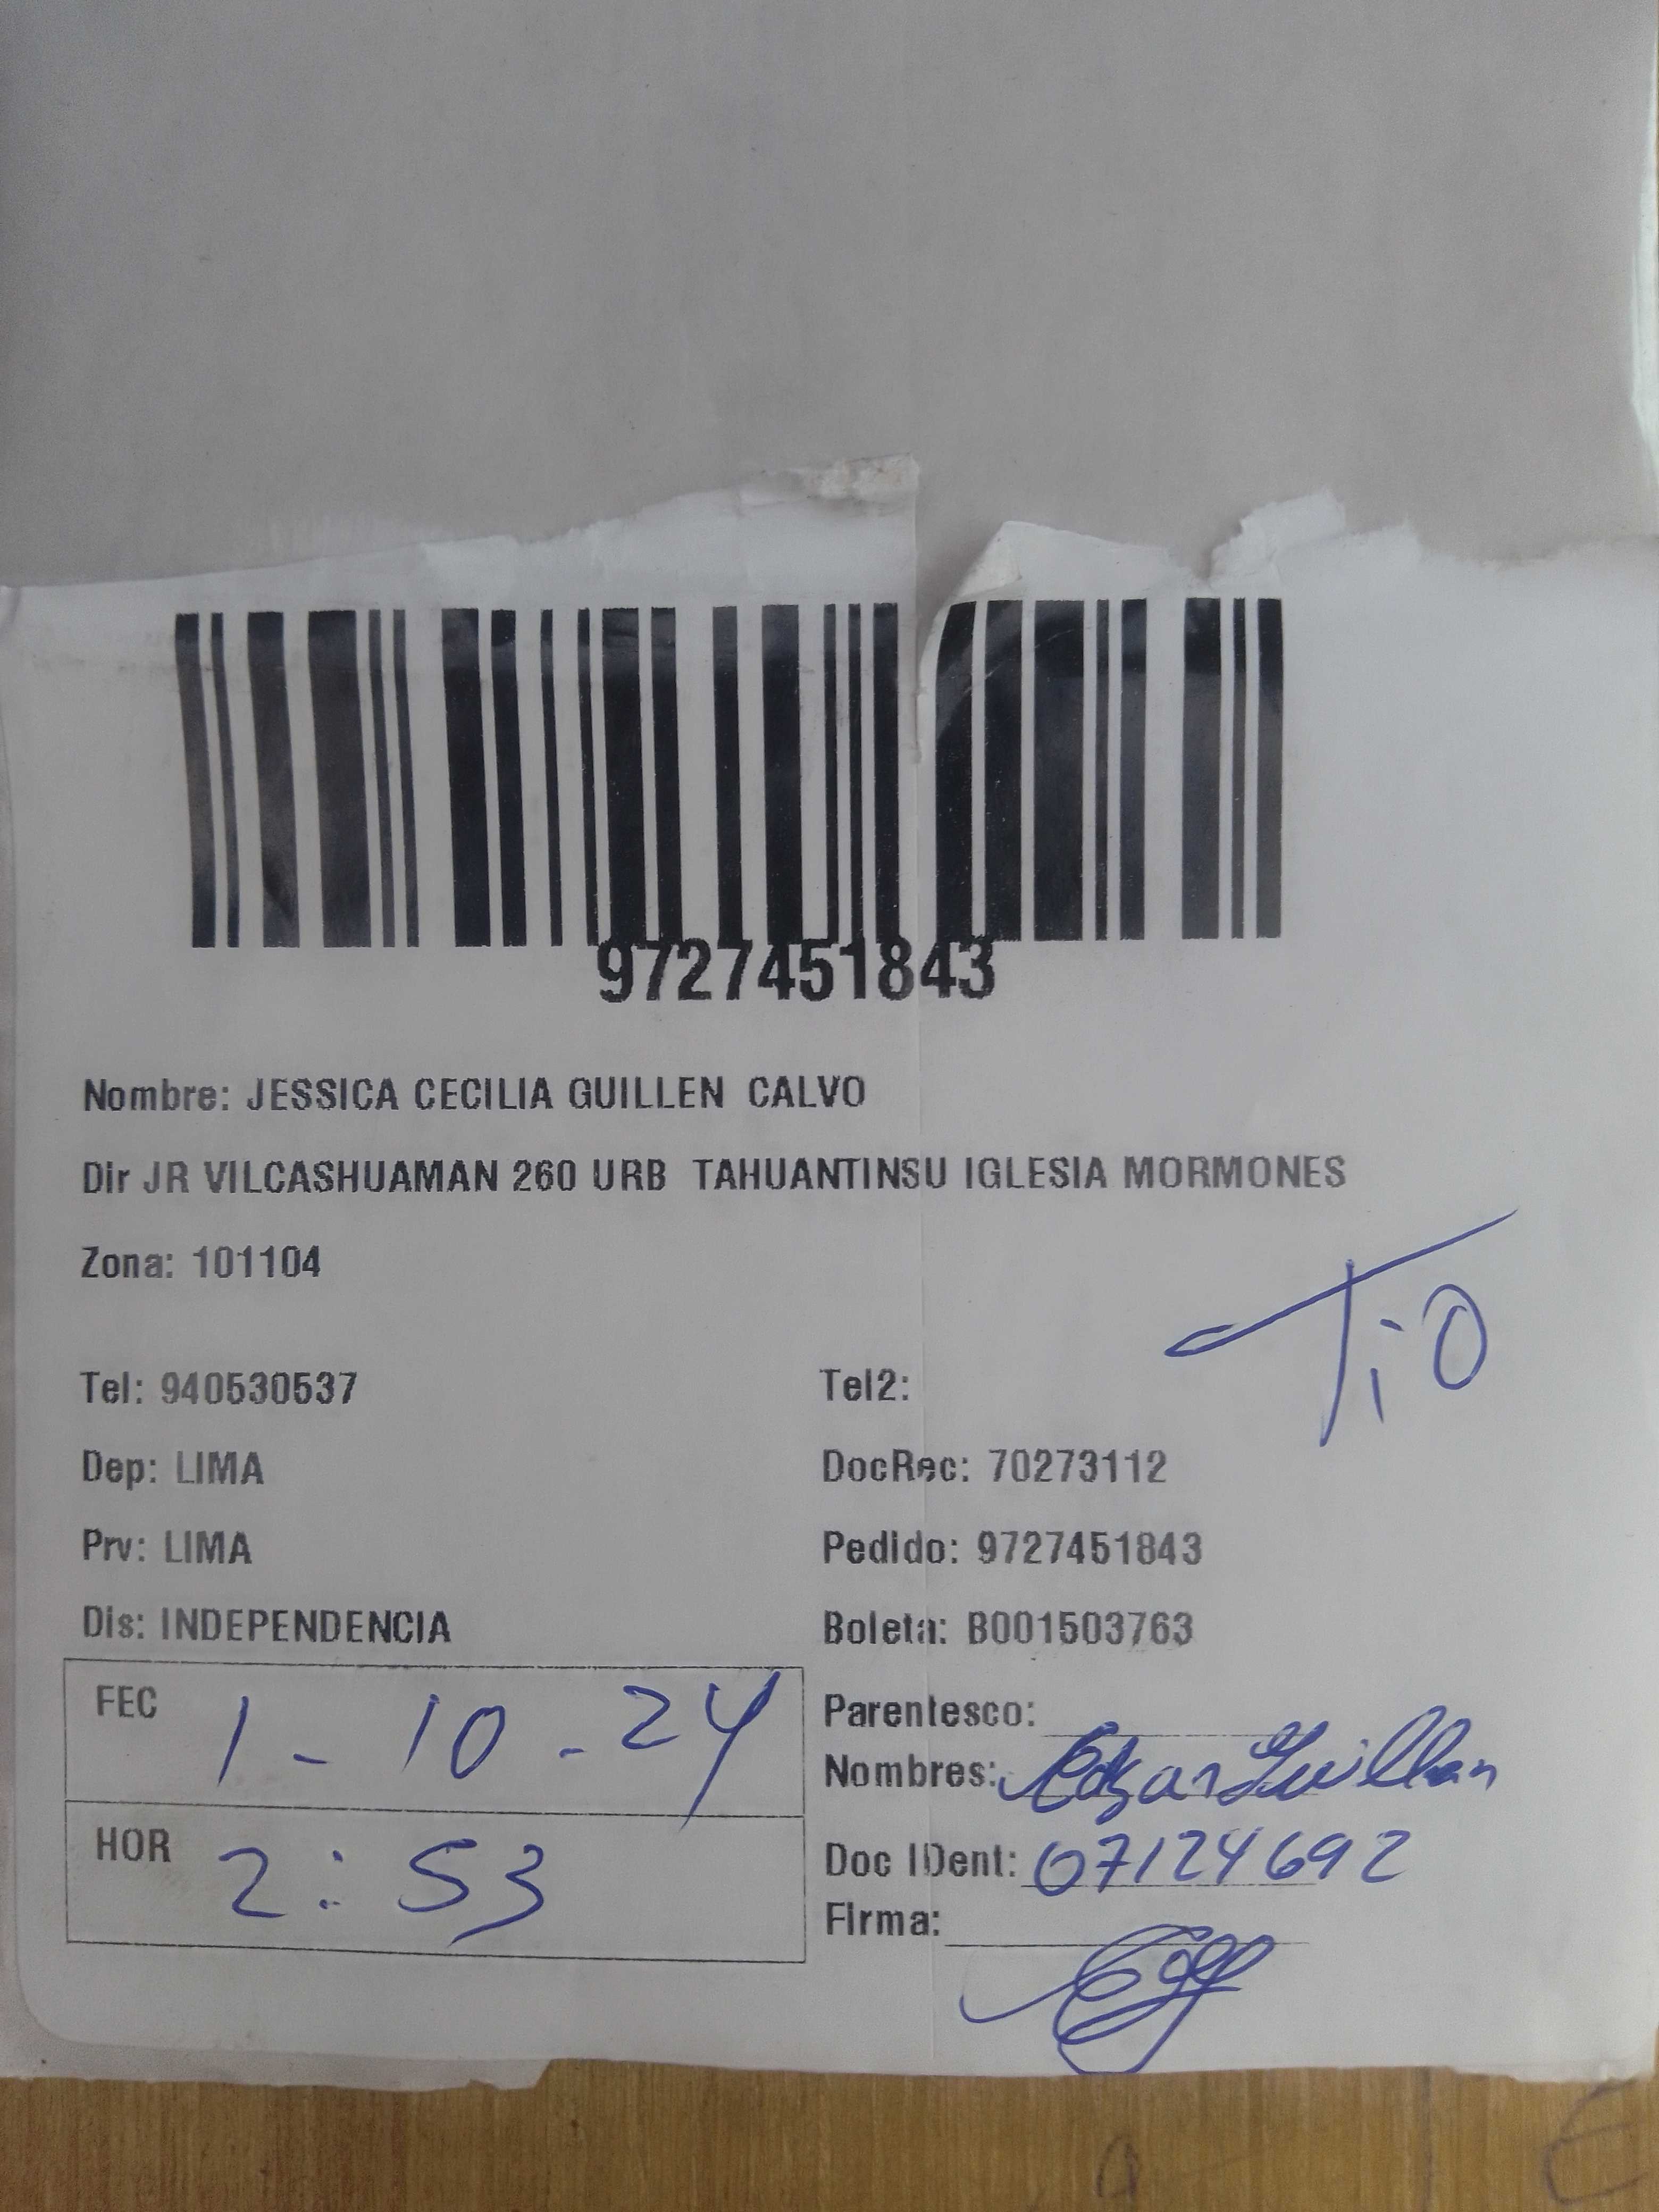 9727451843
Nombre: JESSICA CECILIA GUILLEN CALVO
Dir JR VILCASHUAMAN 260 URB TAHUANTINSU IGLESIA MORMONES
Zona: 101104
TiO
Tel: 940530537 Tel2:
Dep: LIMA DocRec: 70273112
Prv: LIMA Pedido: 9727451843
Dis: INDEPENDENCIA Boleta: B001503763
FEC 1 - 10 - 24
Parentesco:
Nombres: Edgar Guillen
HOR 2:53
Doc IDent: 07124692
Firma: